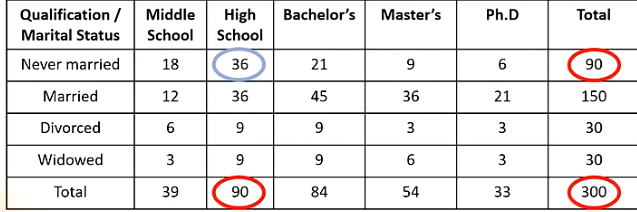 Qualification / Marital Status | Middle School | High School | Bachelor's | Master's | Ph.D | Total
Never married | 18 | 36 | 21 | 9 | 6 | 90
Married | 12 | 36 | 45 | 36 | 21 | 150
Divorced | 6 | 9 | 9 | 3 | 3 | 30
Widowed | 3 | 9 | 9 | 6 | 3 | 30
Total | 39 | 90 | 84 | 54 | 33 | 300